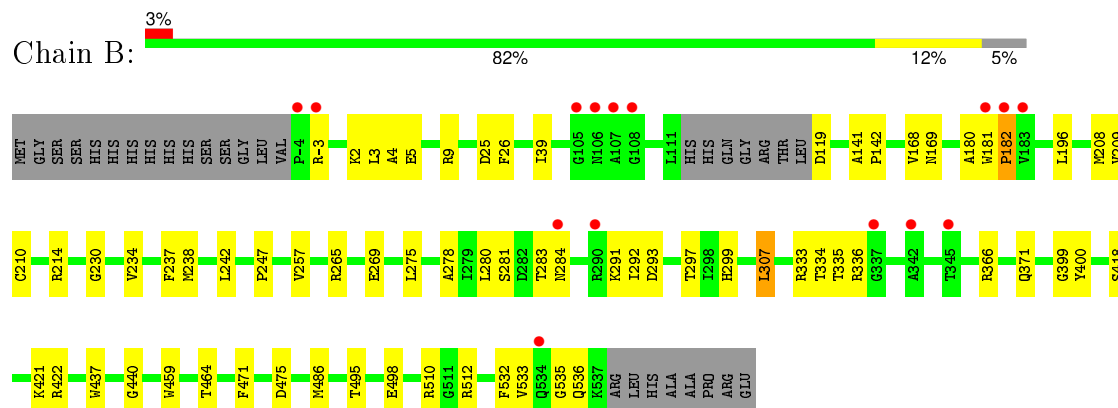 3%
Chain B:
82%
12%
5%
MET GLY SER SER HIS HIS HIS HIS HIS HIS SER SER GLY LEU VAL P-4 R-3 K2 L3 A4 E5 R9 D25 F26 I39 G105 N106 A107 G108 L111 HIS HIS GLN GLY ARG THR LEU D119 A141 P142 V168 N169 A180 W181 P182 V183 L196 M208 V209
C210 R214 G230 V234 F237 M238 L242 P247 V257 R265 E269 L275 A278 I279 L280 S281 D282 T283 N284 R290 K291 I292 D293 T297 I298 H299 L307 R333 T334 T335 R336 G337 A342 T345 R366 Q371 G399 Y400 S418
K421 R422 W437 G440 W459 T464 F471 D475 M486 T495 E498 R510 G511 R512 F532 V533 Q534 G535 Q536 K537 ARG LEU HIS ALA ALA PRO ARG GLU